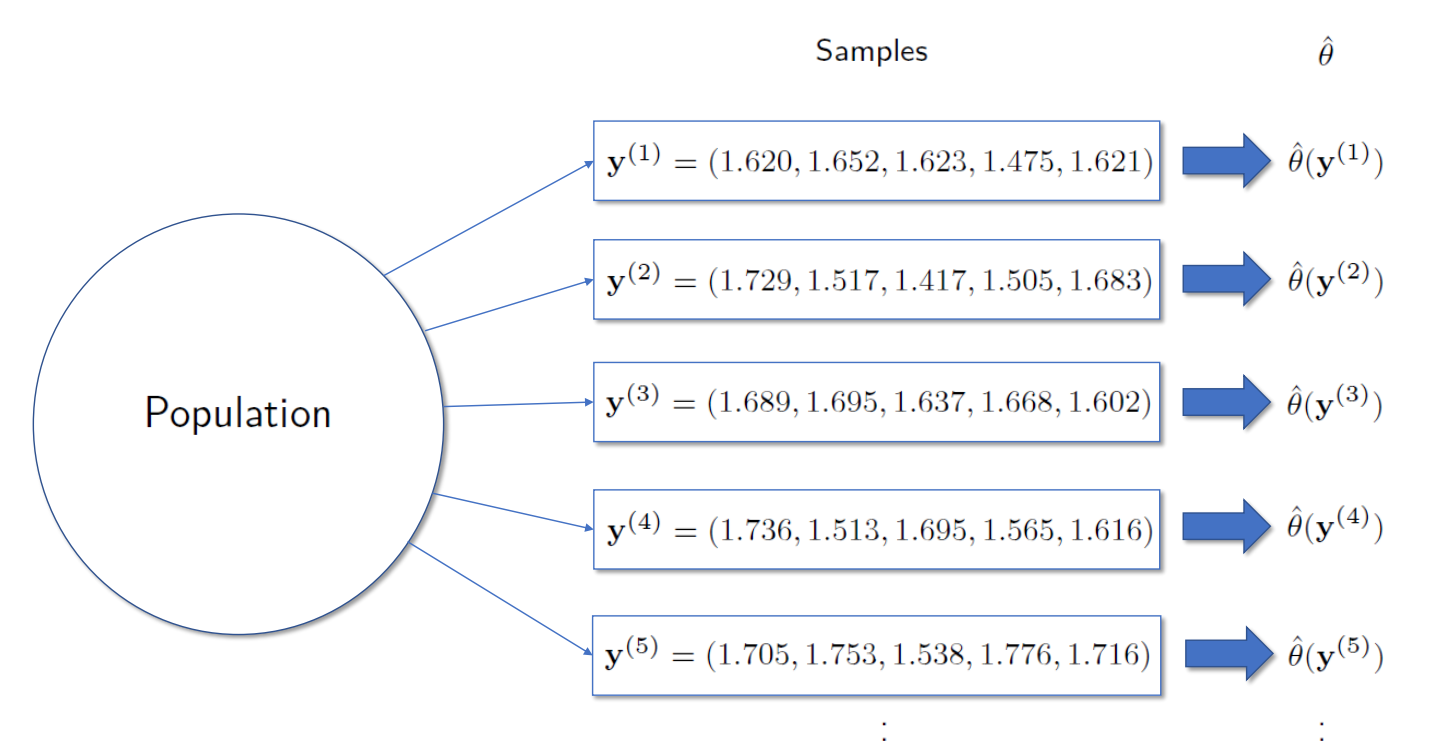 Samples θ̂
y⁽¹⁾ = (1.620, 1.652, 1.623, 1.475, 1.621) θ̂(y⁽¹⁾)
y⁽²⁾ = (1.729, 1.517, 1.417, 1.505, 1.683) θ̂(y⁽²⁾)
Population
y⁽³⁾ = (1.689, 1.695, 1.637, 1.668, 1.602) θ̂(y⁽³⁾)
y⁽⁴⁾ = (1.736, 1.513, 1.695, 1.565, 1.616) θ̂(y⁽⁴⁾)
y⁽⁵⁾ = (1.705, 1.753, 1.538, 1.776, 1.716) θ̂(y⁽⁵⁾)
⋮ ⋮